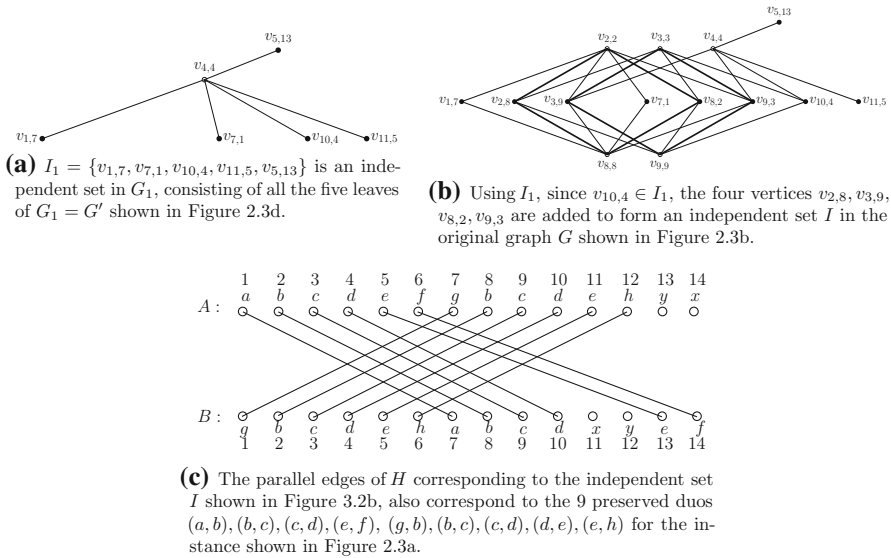 v5,13
v4,4
v1,7 v7,1 v10,4 v11,5
(a) I1 = {v1,7, v7,1, v10,4, v11,5, v5,13} is an inde-
pendent set in G1, consisting of all the five leaves
of G1 = G′ shown in Figure 2.3d.
v5,13
v2,2 v3,3 v4,4
v1,7 v2,8 v3,9 v7,1 v8,2 v9,3 v10,4 v11,5
v8,8 v9,9
(b) Using I1, since v10,4 ∈ I1, the four vertices v2,8, v3,9,
v8,2, v9,3 are added to form an independent set I in the
original graph G shown in Figure 2.3b.
1 2 3 4 5 6 7 8 9 10 11 12 13 14
a b c d e f g b c d e h y x
A :
B :
g b c d e h a b c d x y e f
1 2 3 4 5 6 7 8 9 10 11 12 13 14
(c) The parallel edges of H corresponding to the independent set
I shown in Figure 3.2b, also correspond to the 9 preserved duos
(a, b), (b, c), (c, d), (e, f), (g, b), (b, c), (c, d), (d, e), (e, h) for the in-
stance shown in Figure 2.3a.